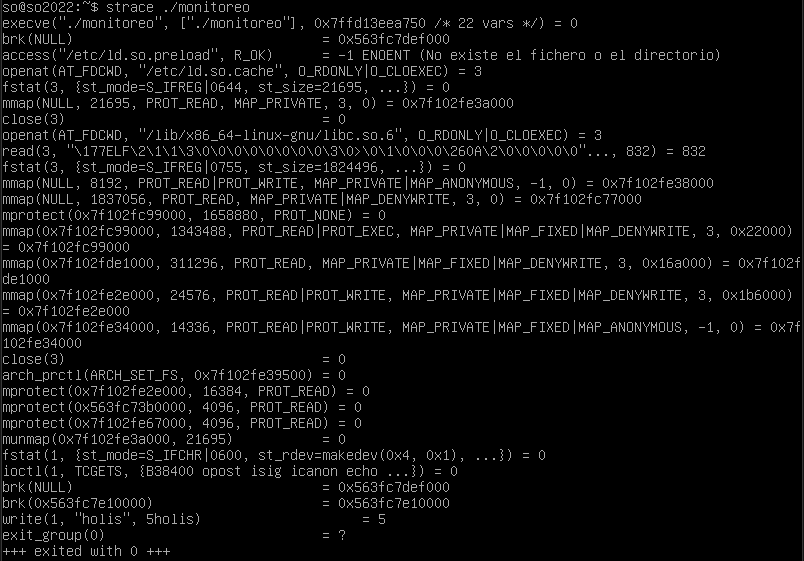 so@so2022:~$ strace ./monitoreo
execve("./monitoreo", ["./monitoreo"], 0x7ffd13eea750 /* 22 vars */) = 0
brk(NULL)                               = 0x563fc7def000
access("/etc/ld.so.preload", R_OK)      = -1 ENOENT (No existe el fichero o el directorio)
openat(AT_FDCWD, "/etc/ld.so.cache", O_RDONLY|O_CLOEXEC) = 3
fstat(3, {st_mode=S_IFREG|0644, st_size=21695, ...}) = 0
mmap(NULL, 21695, PROT_READ, MAP_PRIVATE, 3, 0) = 0x7f102fe3a000
close(3)                                = 0
openat(AT_FDCWD, "/lib/x86_64-linux-gnu/libc.so.6", O_RDONLY|O_CLOEXEC) = 3
read(3, "\177ELF\2\1\1\3\0\0\0\0\0\0\0\0\3\0>\0\1\0\0\0\260A\2\0\0\0\0\0"..., 832) = 832
fstat(3, {st_mode=S_IFREG|0755, st_size=1824496, ...}) = 0
mmap(NULL, 8192, PROT_READ|PROT_WRITE, MAP_PRIVATE|MAP_ANONYMOUS, -1, 0) = 0x7f102fe38000
mmap(NULL, 1837056, PROT_READ, MAP_PRIVATE|MAP_DENYWRITE, 3, 0) = 0x7f102fc77000
mprotect(0x7f102fc99000, 1658880, PROT_NONE) = 0
mmap(0x7f102fc99000, 1343488, PROT_READ|PROT_EXEC, MAP_PRIVATE|MAP_FIXED|MAP_DENYWRITE, 3, 0x22000)
= 0x7f102fc99000
mmap(0x7f102fde1000, 311296, PROT_READ, MAP_PRIVATE|MAP_FIXED|MAP_DENYWRITE, 3, 0x16a000) = 0x7f102f
de1000
mmap(0x7f102fe2e000, 24576, PROT_READ|PROT_WRITE, MAP_PRIVATE|MAP_FIXED|MAP_DENYWRITE, 3, 0x1b6000)
= 0x7f102fe2e000
mmap(0x7f102fe34000, 14336, PROT_READ|PROT_WRITE, MAP_PRIVATE|MAP_FIXED|MAP_ANONYMOUS, -1, 0) = 0x7f
102fe34000
close(3)                                = 0
arch_prctl(ARCH_SET_FS, 0x7f102fe39500) = 0
mprotect(0x7f102fe2e000, 16384, PROT_READ) = 0
mprotect(0x563fc73b0000, 4096, PROT_READ) = 0
mprotect(0x7f102fe67000, 4096, PROT_READ) = 0
munmap(0x7f102fe3a000, 21695)           = 0
fstat(1, {st_mode=S_IFCHR|0600, st_rdev=makedev(0x4, 0x1), ...}) = 0
ioctl(1, TCGETS, {B38400 opost isig icanon echo ...}) = 0
brk(NULL)                               = 0x563fc7def000
brk(0x563fc7e10000)                     = 0x563fc7e10000
write(1, "holis", 5holis)                    = 5
exit_group(0)                           = ?
+++ exited with 0 +++